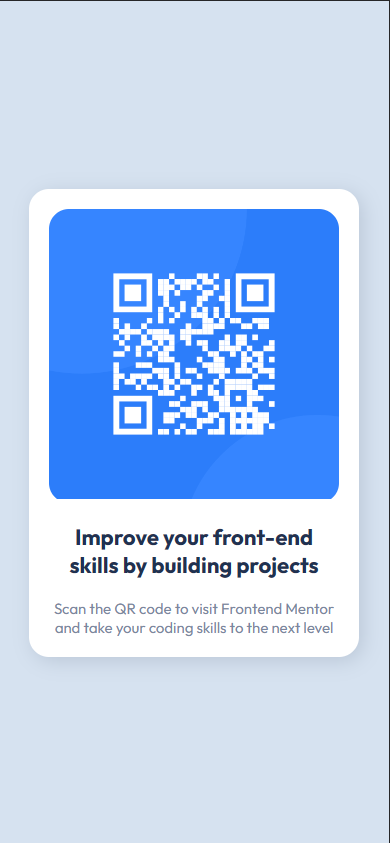 Improve your front-end
skills by building projects
Scan the QR code to visit Frontend Mentor
and take your coding skills to the next level